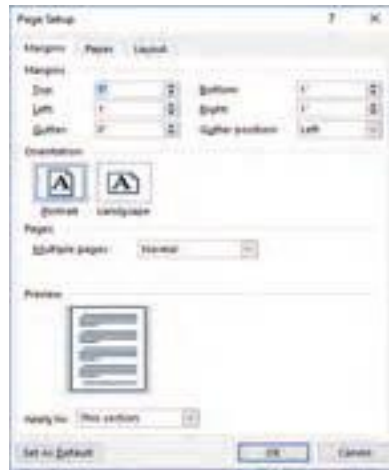 Page Setup ? ×
Margins Paper Layout
Margins
Top: Bottom: 1"
Left: 1" Right: 1"
Gutter: 0" Gutter position: Left
Orientation
A A
Portrait Landscape
Pages
Multiple pages: Normal
Preview
Apply to: This section
Set As Default OK Cancel